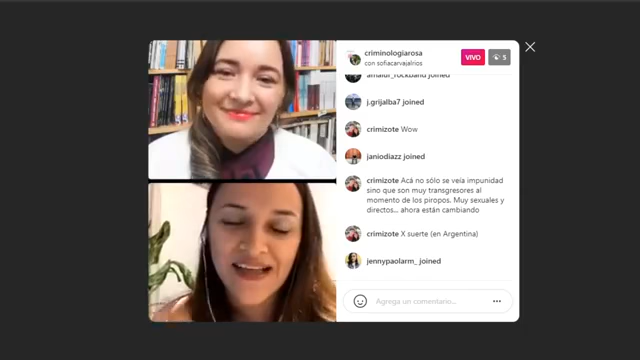 criminologiarosa
con sofiacarvajalrios
VIVO
5
joined
j.grijalba7 joined
crimizote Wow
janiodiazz joined
crimizote Acá no sólo se veía impunidad
sino que son muy transgresores al
momento de los piropos. Muy sexuales y
directos... ahora están cambiando
crimizote X suerte (en Argentina)
jennypaolarm_ joined
Agrega un comentario...